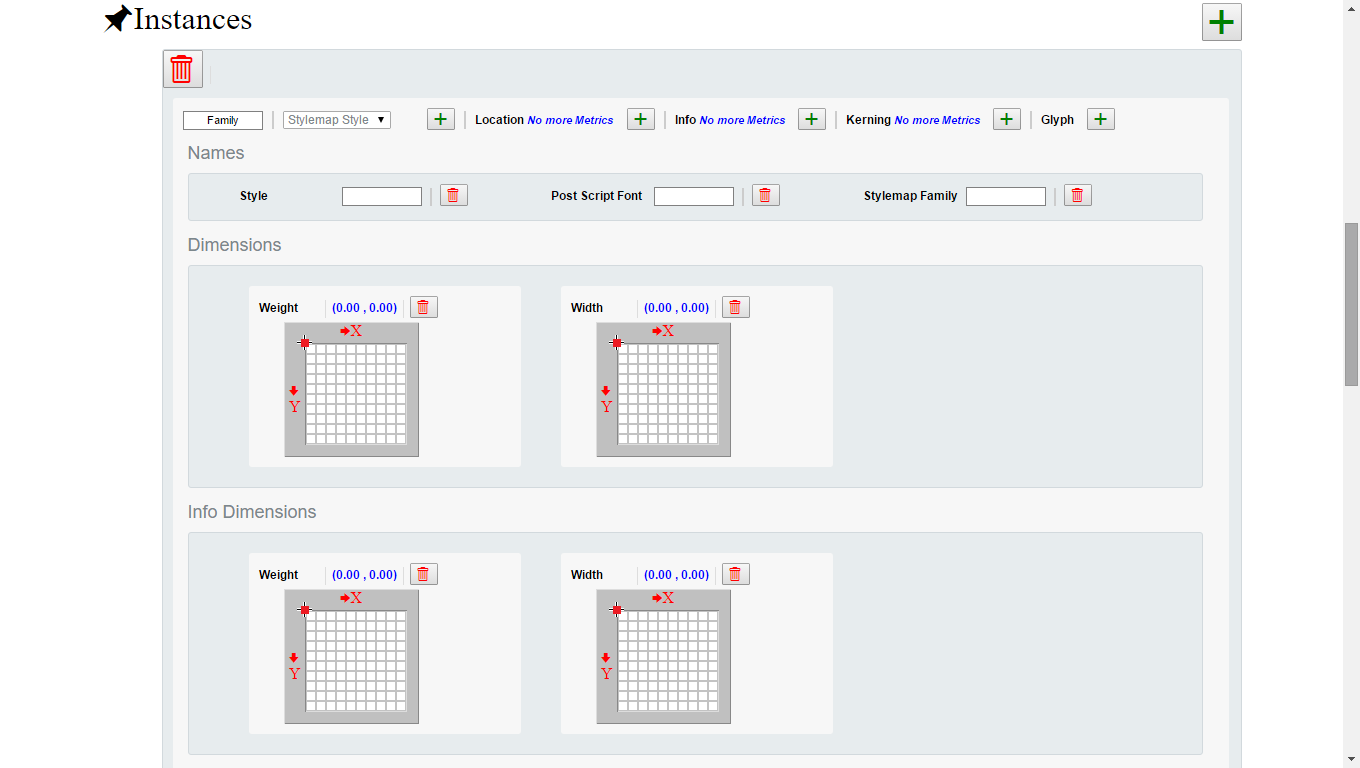 Instances
Family Stylemap Style Location No more Metrics Info No more Metrics Kerning No more Metrics Glyph
Names
Style Post Script Font Stylemap Family
Dimensions
Weight (0.00 , 0.00) Width (0.00 , 0.00)
X X
Y Y
Info Dimensions
Weight (0.00 , 0.00) Width (0.00 , 0.00)
X X
Y Y